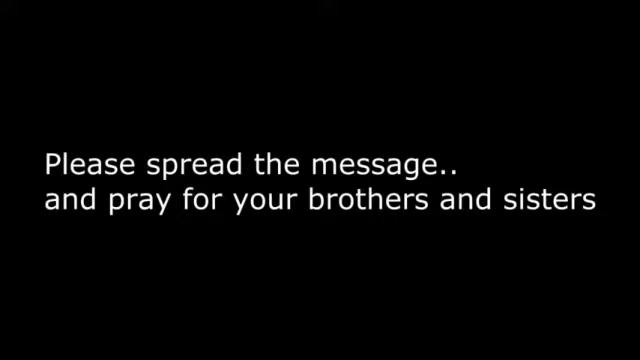 Please spread the message..
and pray for your brothers and sisters